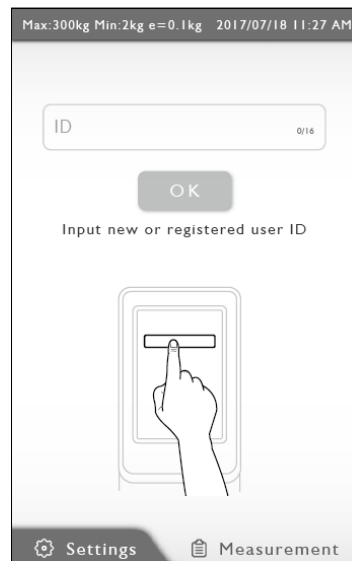 Max:300kg Min:2kg e=0.1kg 2017/07/18 11:27 AM
ID 0/16
OK
Input new or registered user ID
Settings Measurement